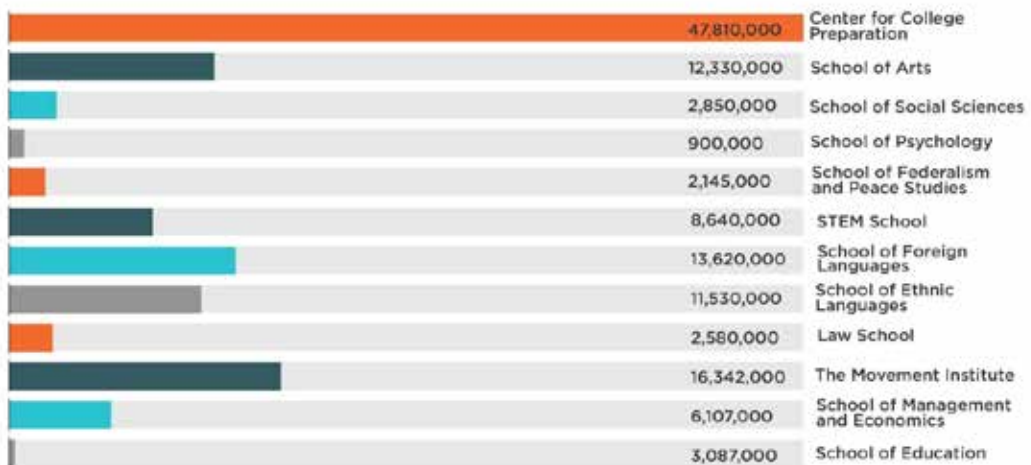 47,810,000 Center for College
Preparation
12,330,000 School of Arts
2,850,000 School of Social Sciences
900,000 School of Psychology
2,145,000 School of Federalism
and Peace Studies
8,640,000 STEM School
13,620,000 School of Foreign
Languages
11,530,000 School of Ethnic
Languages
2,580,000 Law School
16,342,000 The Movement Institute
6,107,000 School of Management
and Economics
3,087,000 School of Education